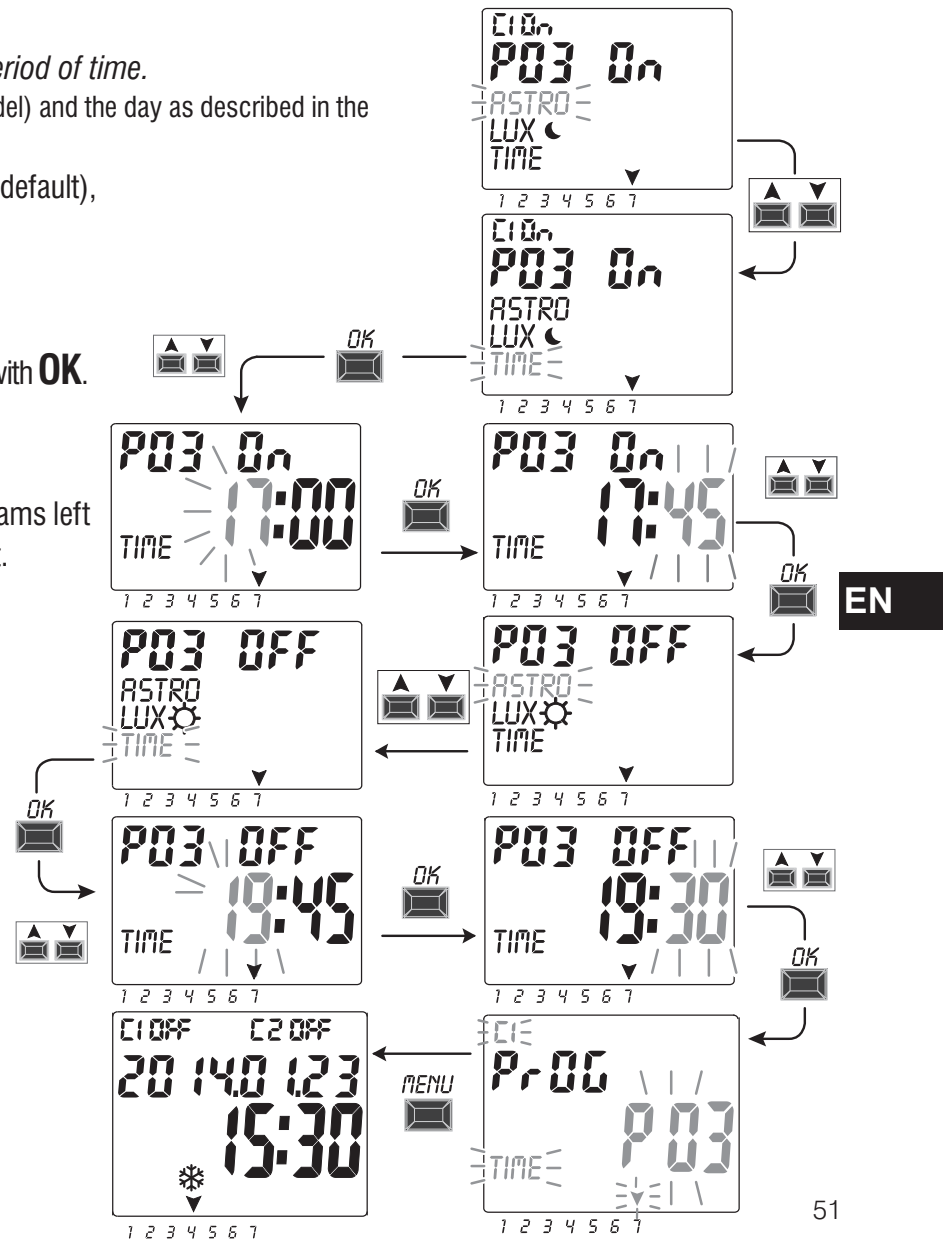 eriod of time.
del) and the day as described in the
default),
with OK.
ams left
t.
C1 On
P03 On
ASTRO
LUX
TIME
1 2 3 4 5 6 7
C1 On
P03 On
ASTRO
LUX
TIME
1 2 3 4 5 6 7
OK
P03 On
17:00
TIME
1 2 3 4 5 6 7
OK
P03 On
17:45
TIME
1 2 3 4 5 6 7
OK
EN
P03 OFF
ASTRO
LUX
TIME
1 2 3 4 5 6 7
P03 OFF
ASTRO
LUX
TIME
1 2 3 4 5 6 7
OK
P03 OFF
19:45
TIME
1 2 3 4 5 6 7
OK
P03 OFF
19:30
TIME
1 2 3 4 5 6 7
OK
C1 OFF C2 OFF
2014.01.23
15:30
1 2 3 4 5 6 7
MENU
C1
PrOG
P03
TIME
1 2 3 4 5 6 7
51